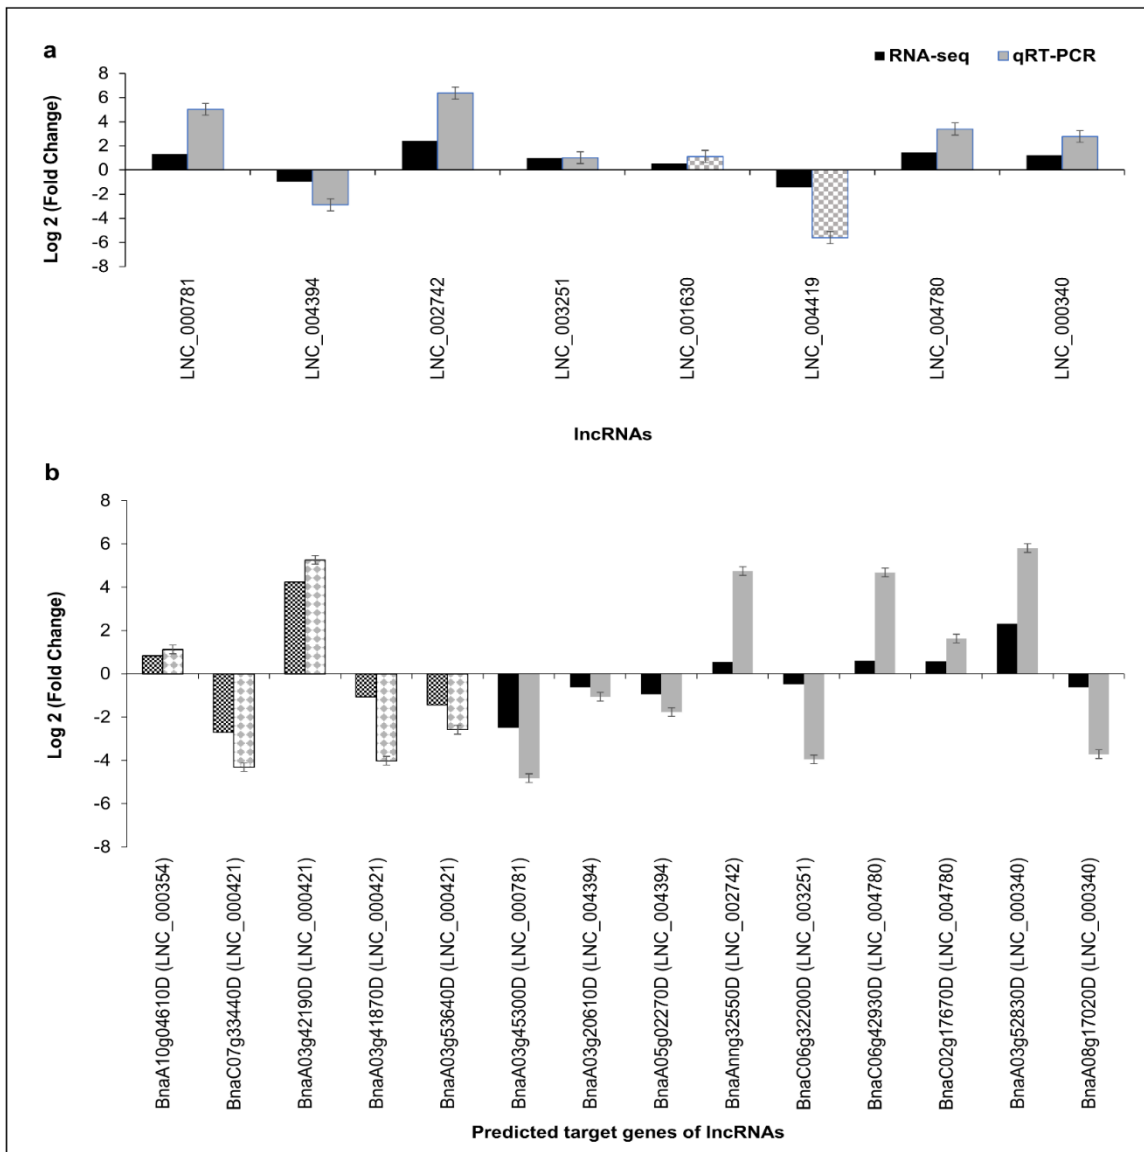 a
RNA-seq qRT-PCR
8
6
4
2
0
-2
-4
-6
-8
Log 2 (Fold Change)
LNC_000781
LNC_004394
LNC_002742
LNC_003251
LNC_001630
LNC_004419
LNC_004780
LNC_000340
lncRNAs
b
8
6
4
2
0
-2
-4
-6
-8
Log 2 (Fold Change)
BnaA10g04610D (LNC_000354)
BnaC07g33440D (LNC_000421)
BnaA03g42190D (LNC_000421)
BnaA03g41870D (LNC_000421)
BnaA03g53640D (LNC_000421)
BnaA03g45300D (LNC_000781)
BnaA03g20610D (LNC_004394)
BnaA05g02270D (LNC_004394)
BnaAnng32550D (LNC_002742)
BnaC06g32200D (LNC_003251)
BnaC06g42930D (LNC_004780)
BnaC02g17670D (LNC_004780)
BnaA03g52830D (LNC_000340)
BnaA08g17020D (LNC_000340)
Predicted target genes of lncRNAs